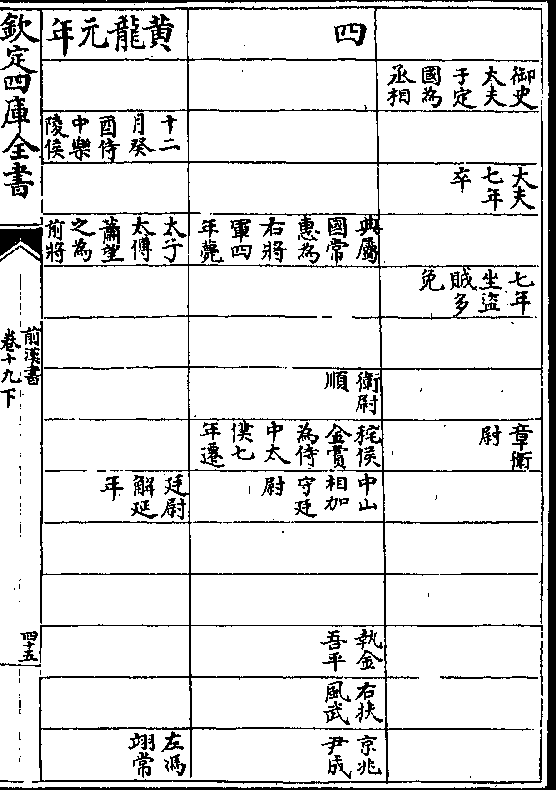 御史
太夫
于定
國為
丞相
大夫
七年
卒
七年
坐盜
賊多
免
章衛
尉
四
典屬
國常
惠為
右將
軍四
年薨
衛尉
順
秺侯
金賞
為侍
中太
僕七
年遷
中山
相加
守廷
尉
執金
吾平
右扶
風武
京兆
尹成
黃龍元年
十二
月癸
酉侍
中樂
陵侯
太子
太傅
蕭望
之為
前將
廷尉
解延
年
左馮
翊常
欽定四庫全書
前漢書
卷十九下
四十五